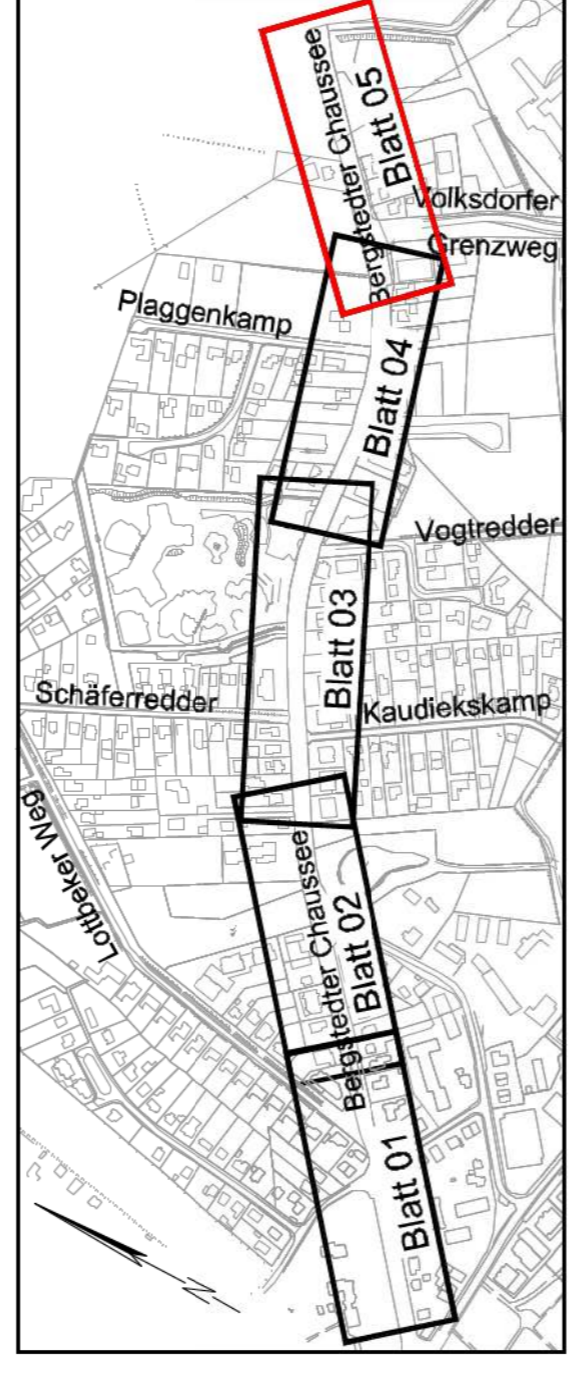 Bergstedter Chaussee
Blatt 05
Volksdorfer
Grenzweg
Plaggenkamp
Blatt 04
Vogtredder
Blatt 03
Schäferredder
Kaudiekskamp
Lottbeker Weg
Bergstedter Chaussee
Blatt 02
Blatt 01
N